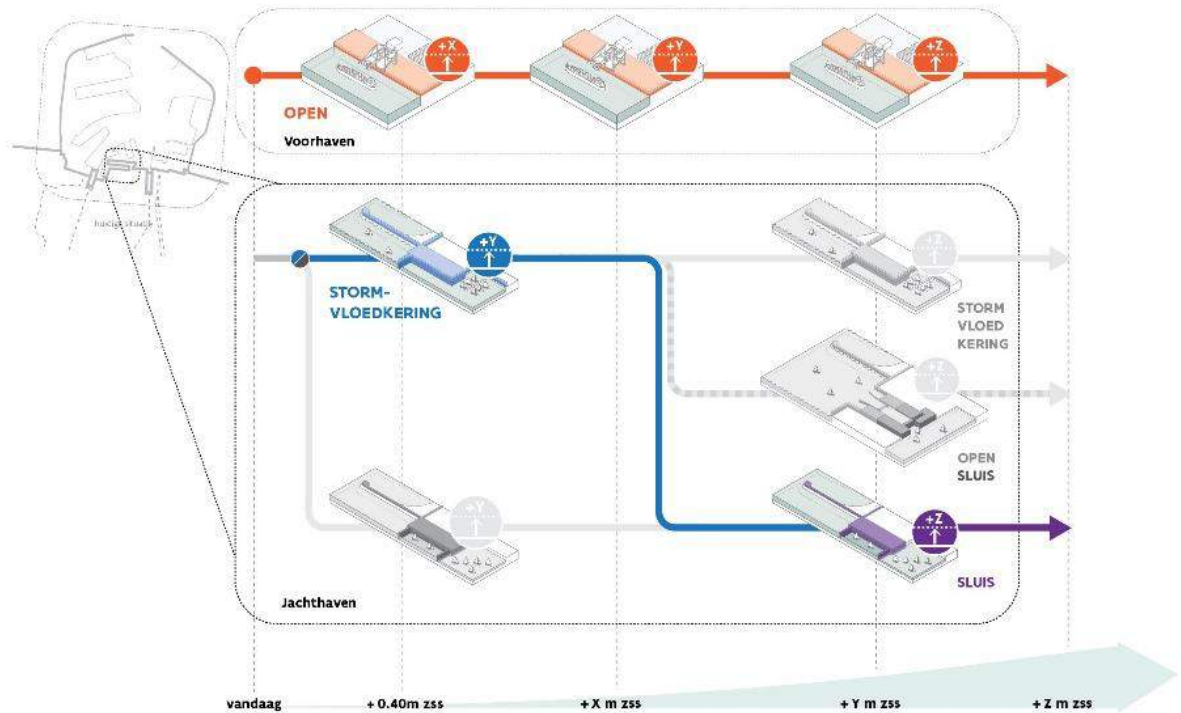 +X
+Y
+Z
OPEN
Voorhaven
+Y
+Z
STORM-
VLOEDKERING
STORM
VLOED
KERING
+Z
OPEN
SLUIS
+Y
+Z
SLUIS
Jachthaven
vandaag
+ 0.40m zss
+ X m zss
+ Y m zss
+ Z m zss